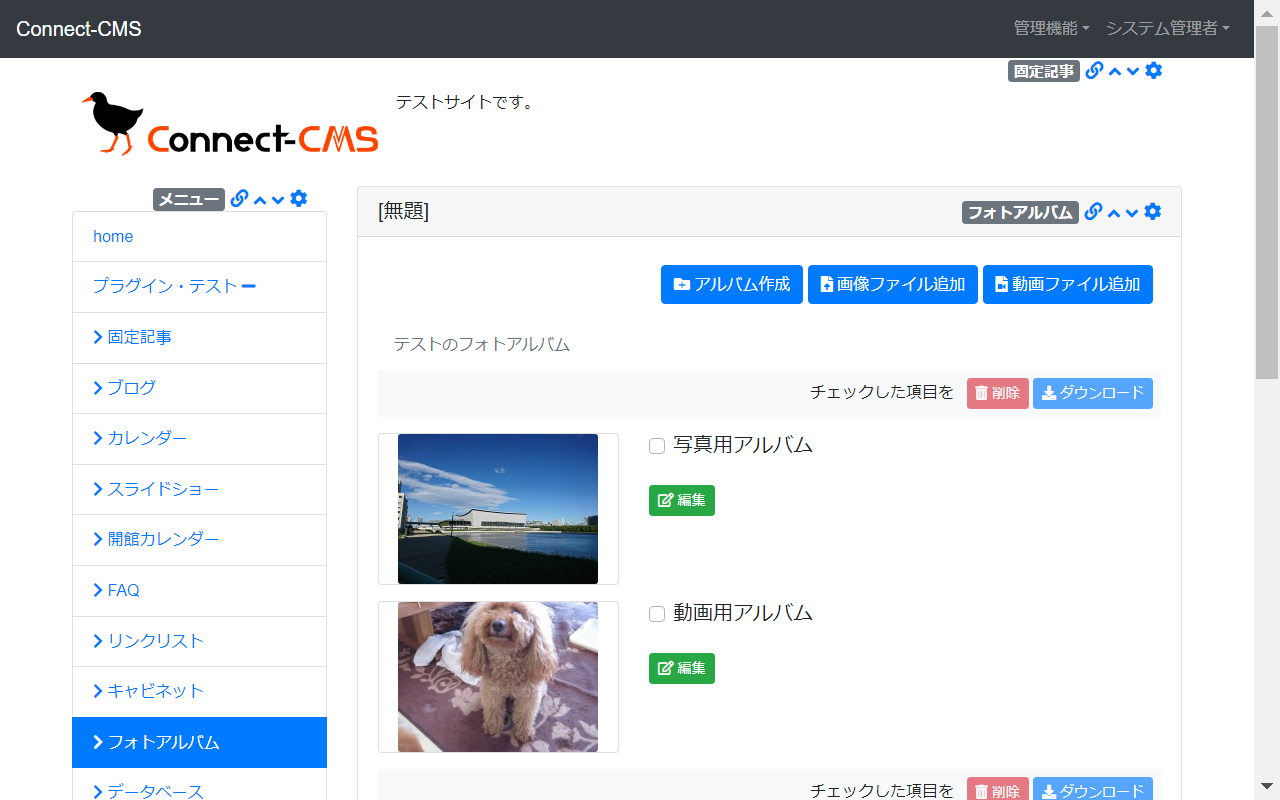 Connect-CMS
管理機能 システム管理者
固定記事
Connect-CMS
テストサイトです。
メニュー
home
プラグイン・テスト
固定記事
ブログ
カレンダー
スライドショー
開館カレンダー
FAQ
リンクリスト
キャビネット
フォトアルバム
データベース
[無題]
フォトアルバム
アルバム作成 画像ファイル追加 動画ファイル追加
テストのフォトアルバム
チェックした項目を 削除 ダウンロード
写真用アルバム
編集
動画用アルバム
編集
チェックした項目を 削除 ダウンロード